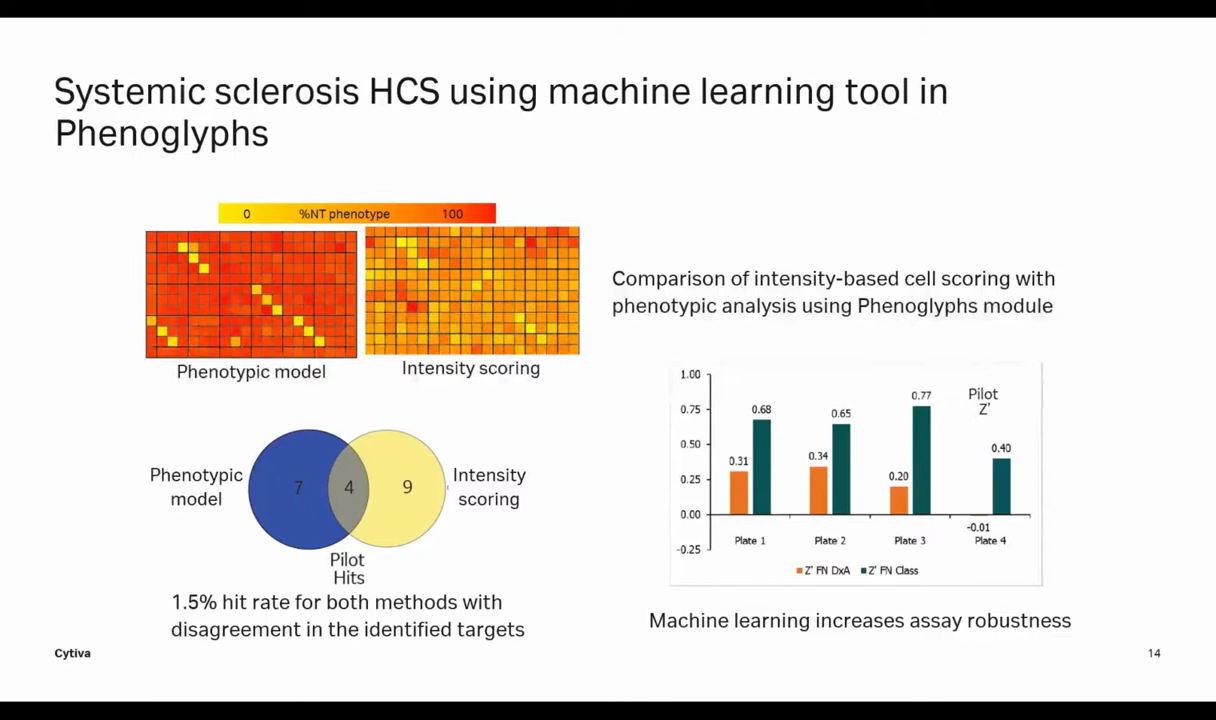 Systemic sclerosis HCS using machine learning tool in
Phenoglyphs
0 %NT phenotype 100
Phenotypic model
Intensity scoring
Comparison of intensity-based cell scoring with
phenotypic analysis using Phenoglyphs module
Phenotypic
model
7
4
9
Intensity
scoring
Pilot
Hits
1.5% hit rate for both methods with
disagreement in the identified targets
1.00
0.75
0.50
0.25
0.00
-0.25
0.31
0.68
0.34
0.65
0.20
0.77
-0.01
0.40
Pilot
Z'
Plate 1
Plate 2
Plate 3
Plate 4
Z' FN DxA
Z' FN Class
Machine learning increases assay robustness
Cytiva
14